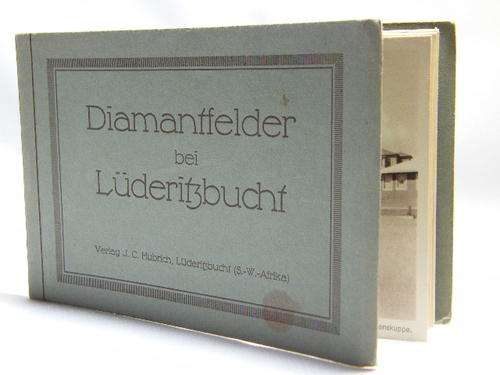 Diamantfelder
bei
Lüderitzbucht
Verlag J. C. Hubrich, Lüderitzbucht (S.-W.-Afrika)